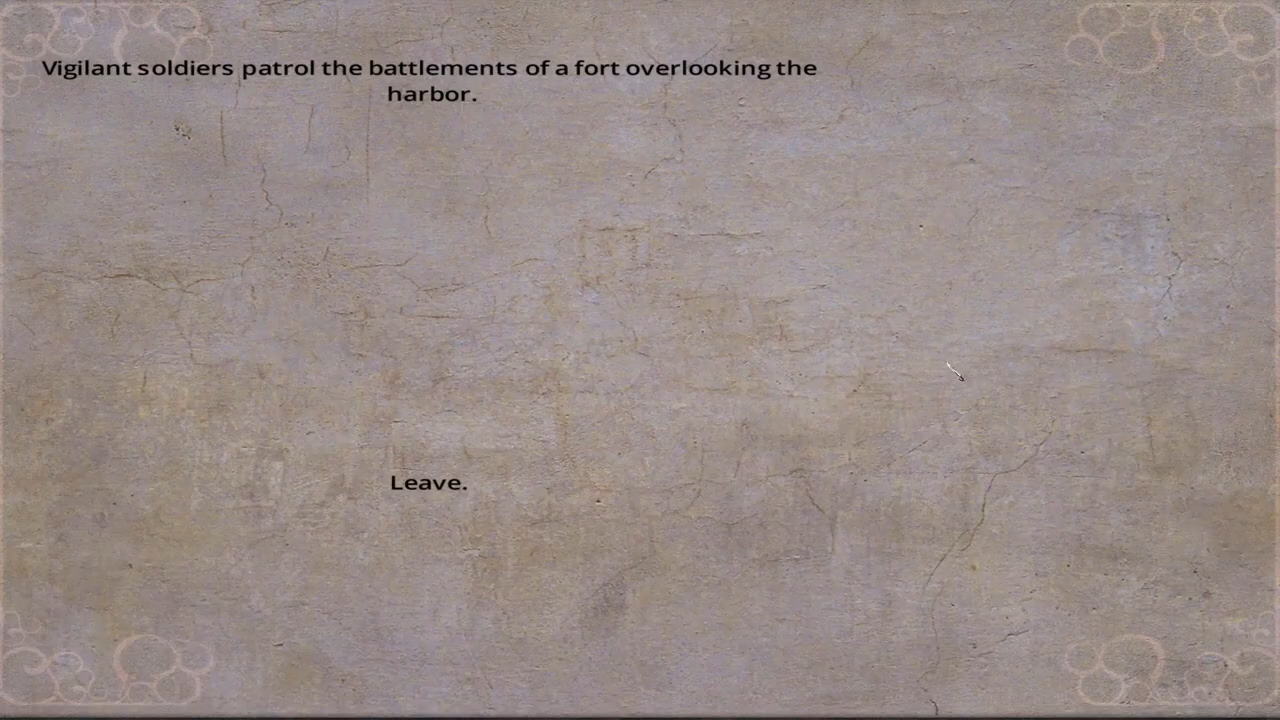 Vigilant soldiers patrol the battlements of a fort overlooking the
harbor.
Leave.